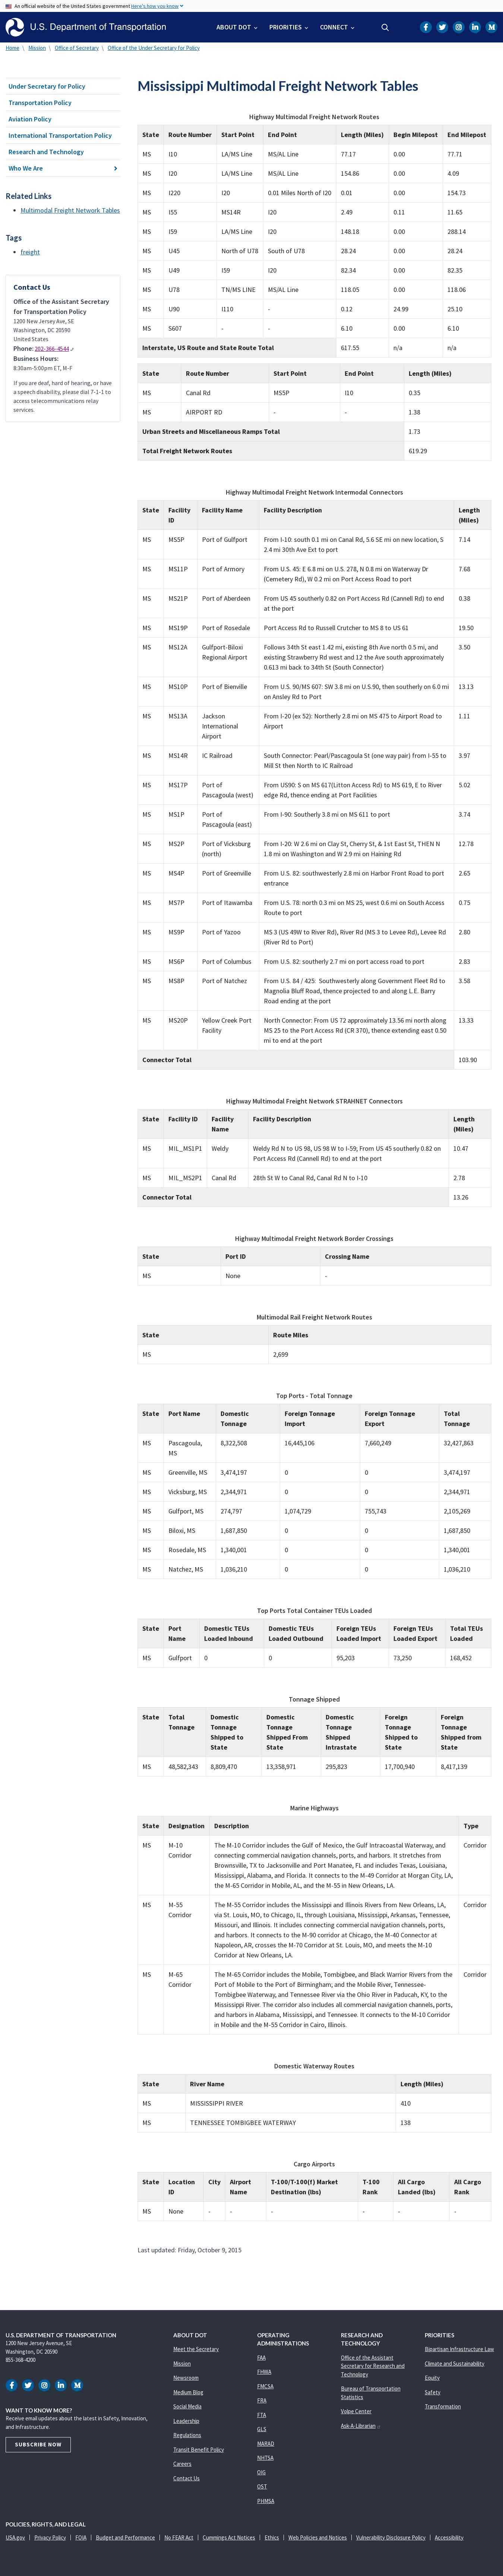 An official website of the United States government Here's how you know
U.S. Department of Transportation
ABOUT DOT
PRIORITIES
CONNECT
Home \ Mission \ Office of Secretary \ Office of the Under Secretary for Policy
Under Secretary for Policy
Transportation Policy
Aviation Policy
International Transportation Policy
Research and Technology
Who We Are
Related Links
Multimodal Freight Network Tables
Tags
freight
Contact Us
Office of the Assistant Secretary
for Transportation Policy
1200 New Jersey Ave, SE
Washington, DC 20590
United States
Phone: 202-366-4544
Business Hours:
8:30am-5:00pm ET, M-F
If you are deaf, hard of hearing, or have
a speech disability, please dial 7-1-1 to
access telecommunications relay
services.
Mississippi Multimodal Freight Network Tables
Highway Multimodal Freight Network Routes
State Route Number Start Point End Point Length (Miles) Begin Milepost End Milepost
MS I10 LA/MS Line MS/AL Line 77.17 0.00 77.71
MS I20 LA/MS Line MS/AL Line 154.86 0.00 4.09
MS I220 I20 0.01 Miles North of I20 0.01 0.00 154.73
MS I55 MS14R I20 2.49 0.11 11.65
MS I59 LA/MS Line LA/MS Line 148.18 0.00 288.14
MS U45 North of U78 South of U78 28.24 0.00 28.24
MS U49 I59 I20 82.34 0.00 82.35
MS U78 TN/MS LINE MS/AL Line 118.05 0.00 118.06
MS U90 I110 - 0.12 24.99 25.10
MS S607 - - 6.10 0.00 6.10
Interstate, US Route and State Route Total 617.55 n/a n/a
State Route Number Start Point End Point Length (Miles)
MS Canal Rd MS5P I10 0.35
MS AIRPORT RD - - 1.38
Urban Streets and Miscellaneous Ramps Total 1.73
Total Freight Network Routes 619.29
Highway Multimodal Freight Network Intermodal Connectors
State Facility ID Facility Name Facility Description Length (Miles)
MS MS5P Port of Gulfport From I-10: south 0.1 mi on Canal Rd, 5.6 SE mi on new location, S
2.4 mi 30th Ave Ext to port 7.14
MS MS11P Port of Armory From U.S. 45: E 6.8 mi on U.S. 278, N 0.8 mi on Waterway Dr
(Cemetery Rd), W 0.2 mi on Port Access Road to port 7.68
MS MS21P Port of Aberdeen From US 45 southerly 0.82 on Port Access Rd (Cannell Rd) to end
at the port 0.38
MS MS19P Port of Rosedale Port Access Rd to Russell Crutcher to MS 8 to US 61 19.50
MS MS12A Gulfport-Biloxi Regional Airport Follows 34th St east 1.42 mi, existing 8th Ave north 0.5 mi, and
existing Strawberry Rd west and 12 the Ave south approximately
0.613 mi back to 34th St (South Connector) 3.50
MS MS10P Port of Bienville From U.S. 90/MS 607: SW 3.8 mi on U.S.90, then southerly on 6.0 mi
on Ansley Rd to Port 13.13
MS MS13A Jackson International Airport From I-20 (ex 52): Northerly 2.8 mi on MS 475 to Airport Road to
Airport 1.11
MS MS14R IC Railroad South Connector: Pearl/Pascagoula St (one way pair) from I-55 to
Mill St then North to IC Railroad 3.97
MS MS17P Port of Pascagoula (west) From US90: S on MS 617(Litton Access Rd) to MS 619, E to River
edge Rd, thence ending at Port Facilities 5.02
MS MS1P Port of Pascagoula (east) From I-90: Southerly 3.8 mi on MS 611 to port 3.74
MS MS2P Port of Vicksburg (north) From I-20: W 2.6 mi on Clay St, Cherry St, & 1st East St, THEN N
1.8 mi on Washington and W 2.9 mi on Haining Rd 12.78
MS MS4P Port of Greenville From U.S. 82: southwesterly 2.8 mi on Harbor Front Road to port
entrance 2.65
MS MS7P Port of Itawamba From U.S. 78: north 0.3 mi on MS 25, west 0.6 mi on South Access
Route to port 0.75
MS MS9P Port of Yazoo MS 3 (US 49W to River Rd), River Rd (MS 3 to Levee Rd), Levee Rd
(River Rd to Port) 2.80
MS MS6P Port of Columbus From U.S. 82: southerly 2.7 mi on port access road to port 2.83
MS MS8P Port of Natchez From U.S. 84 / 425: Southwesterly along Government Fleet Rd to
Magnolia Bluff Road, thence projected to and along L.E. Barry
Road ending at the port 3.58
MS MS20P Yellow Creek Port Facility North Connector: From US 72 approximately 13.56 mi north along
MS 25 to the Port Access Rd (CR 370), thence extending east 0.50
mi to end at the port 13.33
Connector Total 103.90
Highway Multimodal Freight Network STRAHNET Connectors
State Facility ID Facility Name Facility Description Length (Miles)
MS MIL_MS1P1 Weldy Weldy Rd N to US 98, US 98 W to I-59; From US 45 southerly 0.82 on
Port Access Rd (Cannell Rd) to end at the port 10.47
MS MIL_MS2P1 Canal Rd 28th St W to Canal Rd, Canal Rd N to I-10 2.78
Connector Total 13.26
Highway Multimodal Freight Network Border Crossings
State Port ID Crossing Name
MS None -
Multimodal Rail Freight Network Routes
State Route Miles
MS 2,699
Top Ports - Total Tonnage
State Port Name Domestic Tonnage Foreign Tonnage Import Foreign Tonnage Export Total Tonnage
MS Pascagoula, MS 8,322,508 16,445,106 7,660,249 32,427,863
MS Greenville, MS 3,474,197 0 0 3,474,197
MS Vicksburg, MS 2,344,971 0 0 2,344,971
MS Gulfport, MS 274,797 1,074,729 755,743 2,105,269
MS Biloxi, MS 1,687,850 0 0 1,687,850
MS Rosedale, MS 1,340,001 0 0 1,340,001
MS Natchez, MS 1,036,210 0 0 1,036,210
Top Ports Total Container TEUs Loaded
State Port Name Domestic TEUs Loaded Inbound Domestic TEUs Loaded Outbound Foreign TEUs Loaded Import Foreign TEUs Loaded Export Total TEUs Loaded
MS Gulfport 0 0 95,203 73,250 168,452
Tonnage Shipped
State Total Tonnage Domestic Tonnage Shipped to State Domestic Tonnage Shipped From State Domestic Tonnage Shipped Intrastate Foreign Tonnage Shipped to State Foreign Tonnage Shipped from State
MS 48,582,343 8,809,470 13,358,971 295,823 17,700,940 8,417,139
Marine Highways
State Designation Description Type
MS M-10 Corridor The M-10 Corridor includes the Gulf of Mexico, the Gulf Intracoastal Waterway, and
connecting commercial navigation channels, ports, and harbors. It stretches from
Brownsville, TX to Jacksonville and Port Manatee, FL and includes Texas, Louisiana,
Mississippi, Alabama, and Florida. It connects to the M-49 Corridor at Morgan City, LA,
the M-65 Corridor in Mobile, AL, and the M-55 in New Orleans, LA. Corridor
MS M-55 Corridor The M-55 Corridor includes the Mississippi and Illinois Rivers from New Orleans, LA,
via St. Louis, MO, to Chicago, IL, through Louisiana, Mississippi, Arkansas, Tennessee,
Missouri, and Illinois. It includes connecting commercial navigation channels, ports,
and harbors. It connects to the M-90 corridor at Chicago, the M-40 Connector at
Napoleon, AR, crosses the M-70 Corridor at St. Louis, MO, and meets the M-10
Corridor at New Orleans, LA. Corridor
MS M-65 Corridor The M-65 Corridor includes the Mobile, Tombigbee, and Black Warrior Rivers from the
Port of Mobile to the Port of Birmingham; and the Mobile River, Tennessee-
Tombigbee Waterway, and Tennessee River via the Ohio River in Paducah, KY, to the
Mississippi River. The corridor also includes all commercial navigation channels, ports,
and harbors in Alabama, Mississippi, and Tennessee. It connects to the M-10 Corridor
in Mobile and the M-55 Corridor in Cairo, Illinois. Corridor
Domestic Waterway Routes
State River Name Length (Miles)
MS MISSISSIPPI RIVER 410
MS TENNESSEE TOMBIGBEE WATERWAY 138
Cargo Airports
State Location ID City Airport Name T-100/T-100(f) Market Destination (lbs) T-100 Rank All Cargo Landed (lbs) All Cargo Rank
MS None - - - - - -
Last updated: Friday, October 9, 2015
U.S. DEPARTMENT OF TRANSPORTATION
1200 New Jersey Avenue, SE
Washington, DC 20590
855-368-4200
WANT TO KNOW MORE?
Receive email updates about the latest in Safety, Innovation,
and Infrastructure.
SUBSCRIBE NOW
ABOUT DOT
Meet the Secretary
Mission
Newsroom
Medium Blog
Social Media
Leadership
Regulations
Transit Benefit Policy
Careers
Contact Us
OPERATING
ADMINISTRATIONS
FAA
FHWA
FMCSA
FRA
FTA
GLS
MARAD
NHTSA
OIG
OST
PHMSA
RESEARCH AND
TECHNOLOGY
Office of the Assistant
Secretary for Research and
Technology
Bureau of Transportation
Statistics
Volpe Center
Ask-A-Librarian
PRIORITIES
Bipartisan Infrastructure Law
Climate and Sustainability
Equity
Safety
Transformation
POLICIES, RIGHTS, AND LEGAL
USA.gov | Privacy Policy | FOIA | Budget and Performance | No FEAR Act | Cummings Act Notices | Ethics | Web Policies and Notices | Vulnerability Disclosure Policy | Accessibility